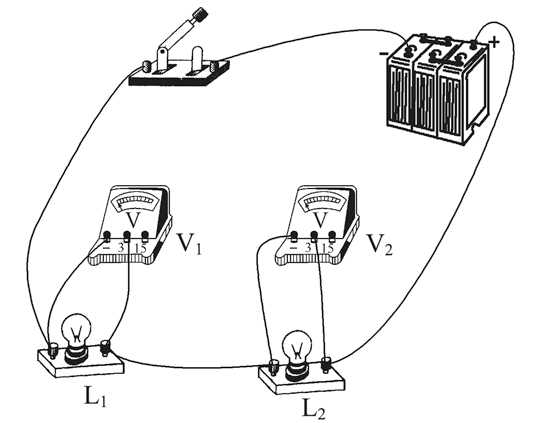 - +
V
- 3 15
V₁
V
- 3 15
V₂
L₁
L₂